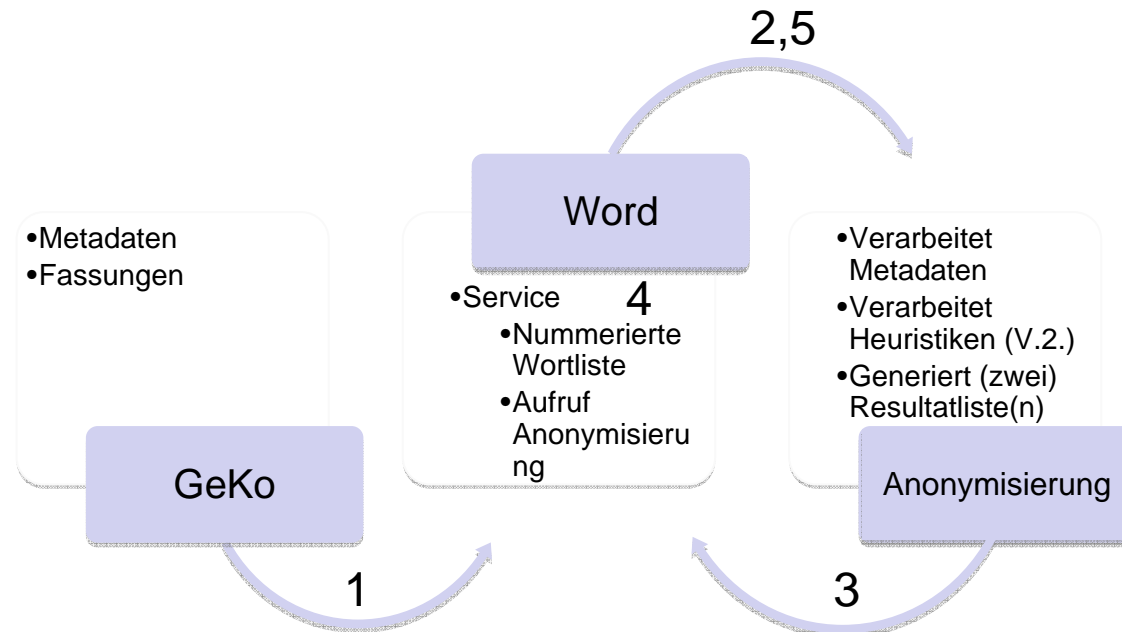 2,5
•Metadaten
•Fassungen
GeKo
1
Word
•Service
4
•Nummerierte
Wortliste
•Aufruf
Anonymisieru
ng
•Verarbeitet
Metadaten
•Verarbeitet
Heuristiken (V.2.)
•Generiert (zwei)
Resultatliste(n)
Anonymisierung
3